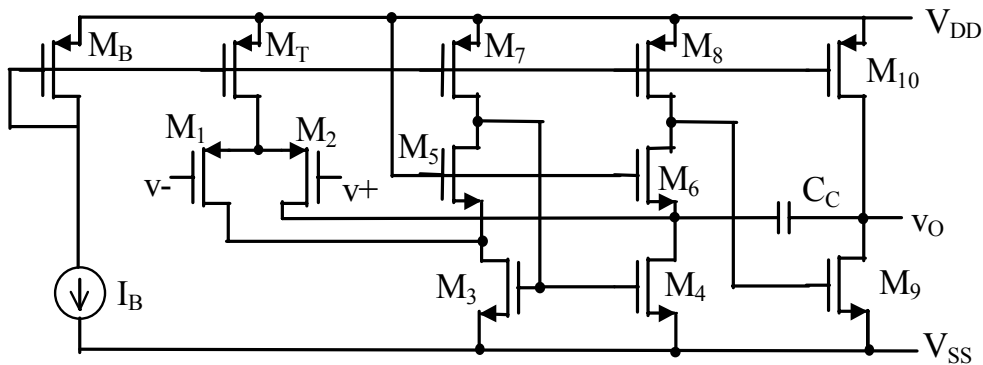 V_DD
M_B
M_T
M_7
M_8
M_10
M_1
M_2
M_5
M_6
v-
v+
C_C
v_O
I_B
M_3
M_4
M_9
V_SS